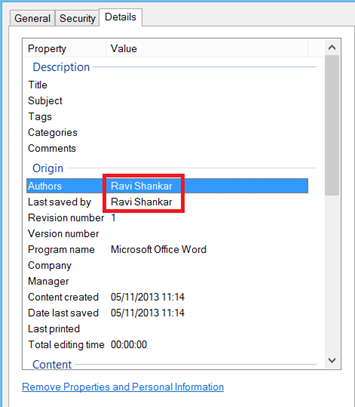 General Security Details
Property Value
Description
Title
Subject
Tags
Categories
Comments
Origin
Authors Ravi Shankar
Last saved by Ravi Shankar
Revision number 1
Version number
Program name Microsoft Office Word
Company
Manager
Content created 05/11/2013 11:14
Date last saved 05/11/2013 11:14
Last printed
Total editing time 00:00:00
Content
Remove Properties and Personal Information